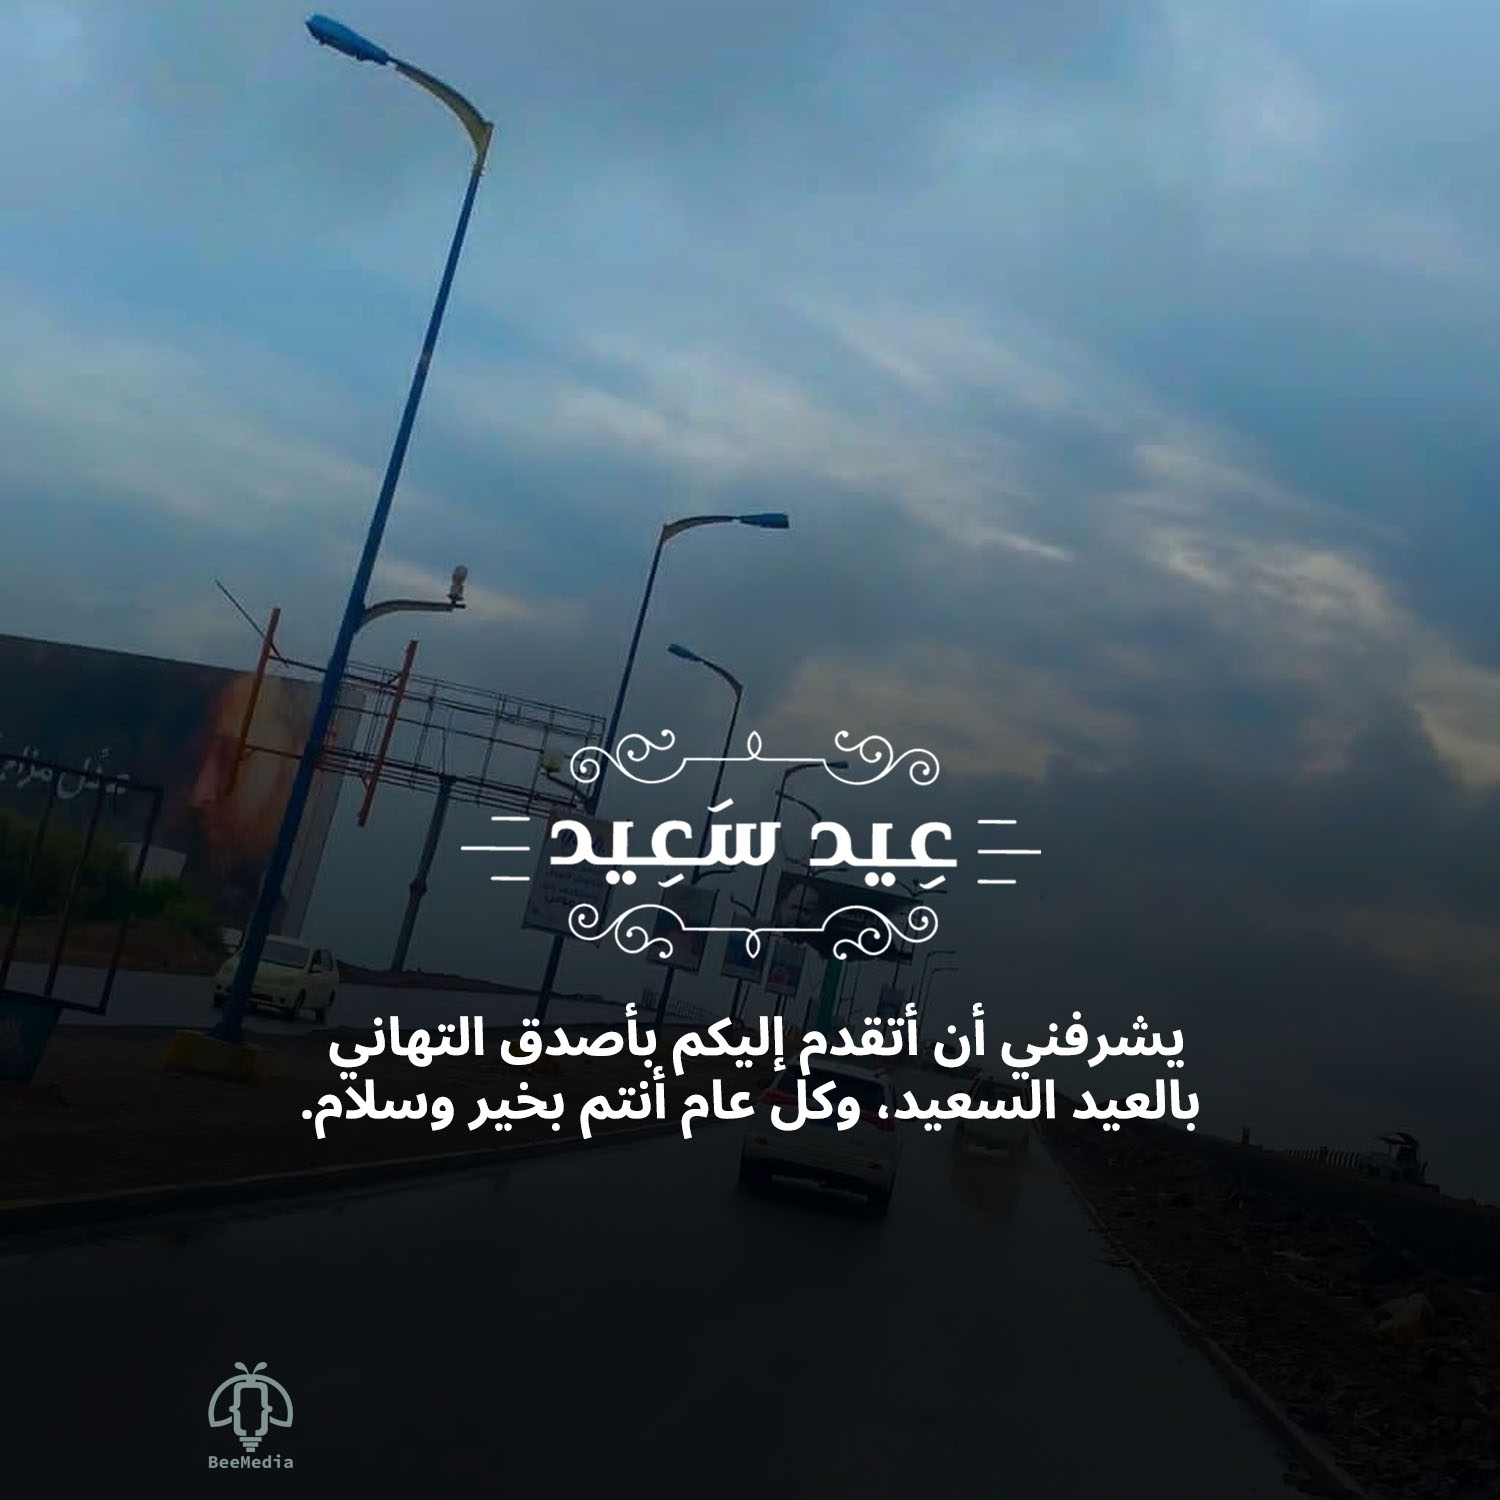 عِيد سَعِيد
يشرفني أن أتقدم إليكم بأصدق التهاني
بالعيد السعيد، وكل عام أنتم بخير وسلام.
BeeMedia